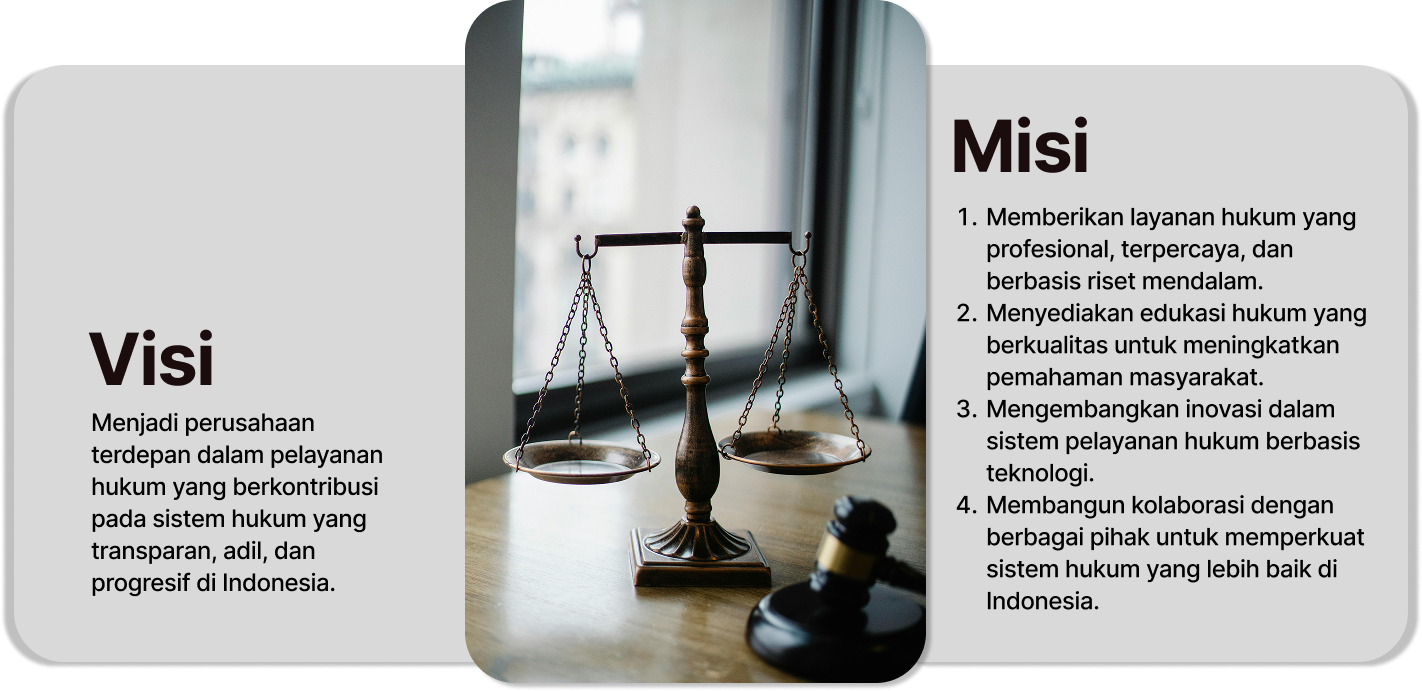 Visi
Menjadi perusahaan
terdepan dalam pelayanan
hukum yang berkontribusi
pada sistem hukum yang
transparan, adil, dan
progresif di Indonesia.
Misi
1. Memberikan layanan hukum yang
profesional, terpercaya, dan
berbasis riset mendalam.
2. Menyediakan edukasi hukum yang
berkualitas untuk meningkatkan
pemahaman masyarakat.
3. Mengembangkan inovasi dalam
sistem pelayanan hukum berbasis
teknologi.
4. Membangun kolaborasi dengan
berbagai pihak untuk memperkuat
sistem hukum yang lebih baik di
Indonesia.